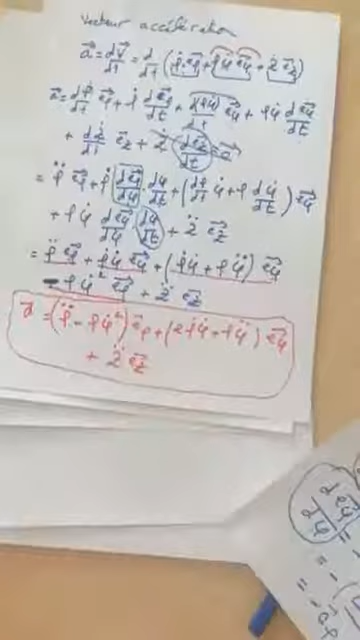 vecteur accélération
a⃗ = dv⃗/dt = d/dt (ρ̇ e⃗ρ + ρφ̇ e⃗φ + ż e⃗z)
a⃗ = dρ̇/dt e⃗ρ + ρ̇ de⃗ρ/dt + d(ρφ̇)/dt e⃗φ + ρφ̇ de⃗φ/dt
+ dż/dt e⃗z + ż de⃗z/dt = 0⃗
= ρ̈ e⃗ρ + ρ̇ de⃗ρ/dφ dφ/dt + (dρ/dt φ̇ + ρ dφ̇/dt) e⃗φ
+ ρφ̇ de⃗φ/dφ dφ/dt + z̈ e⃗z
= ρ̈ e⃗ρ + ρ̇φ̇ e⃗φ + (ρ̇φ̇ + ρφ̈) e⃗φ
- ρφ̇² e⃗ρ + z̈ e⃗z
a⃗ = (ρ̈ - ρφ̇²) e⃗ρ + (2ρ̇φ̇ + ρφ̈) e⃗φ
+ z̈ e⃗z
de⃗φ/dφ =
= - (
= - e⃗ρ